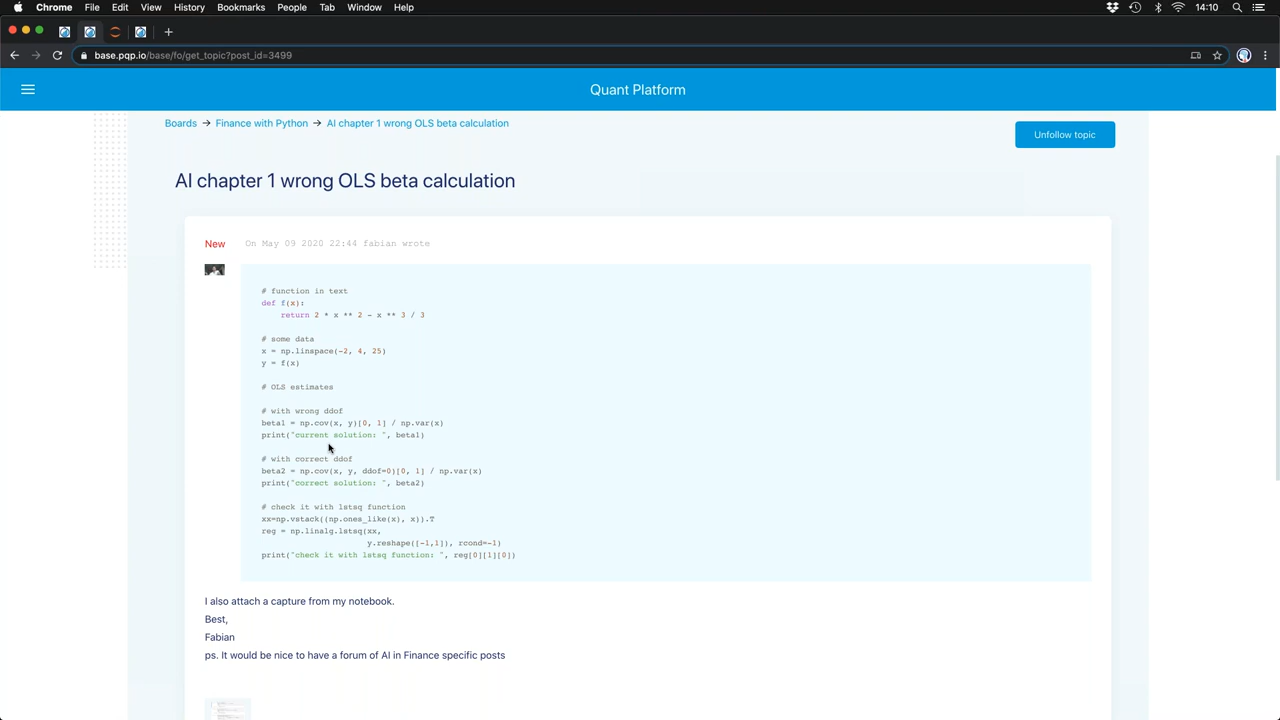 Chrome File Edit View History Bookmarks People Tab Window Help 14:10
base.pqp.io/base/fo/get_topic?post_id=3499
Quant Platform
Boards → Finance with Python → AI chapter 1 wrong OLS beta calculation
Unfollow topic
AI chapter 1 wrong OLS beta calculation
New On May 09 2020 22:44 fabian wrote
# function in text
def f(x):
    return 2 * x ** 2 - x ** 3 / 3
# some data
x = np.linspace(-2, 4, 25)
y = f(x)
# OLS estimates
# with wrong ddof
beta1 = np.cov(x, y)[0, 1] / np.var(x)
print("current solution: ", beta1)
# with correct ddof
beta2 = np.cov(x, y, ddof=0)[0, 1] / np.var(x)
print("correct solution: ", beta2)
# check it with lstsq function
xx=np.vstack((np.ones_like(x), x)).T
reg = np.linalg.lstsq(xx,
                      y.reshape([-1,1]), rcond=-1)
print("check it with lstsq function: ", reg[0][1][0])
I also attach a capture from my notebook.
Best,
Fabian
ps. It would be nice to have a forum of AI in Finance specific posts